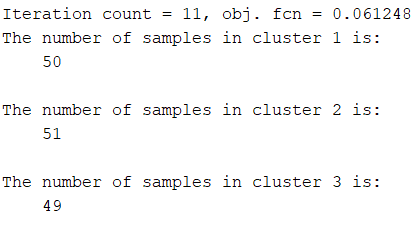 Iteration count = 11, obj. fcn = 0.061248
The number of samples in cluster 1 is:
50
The number of samples in cluster 2 is:
51
The number of samples in cluster 3 is:
49